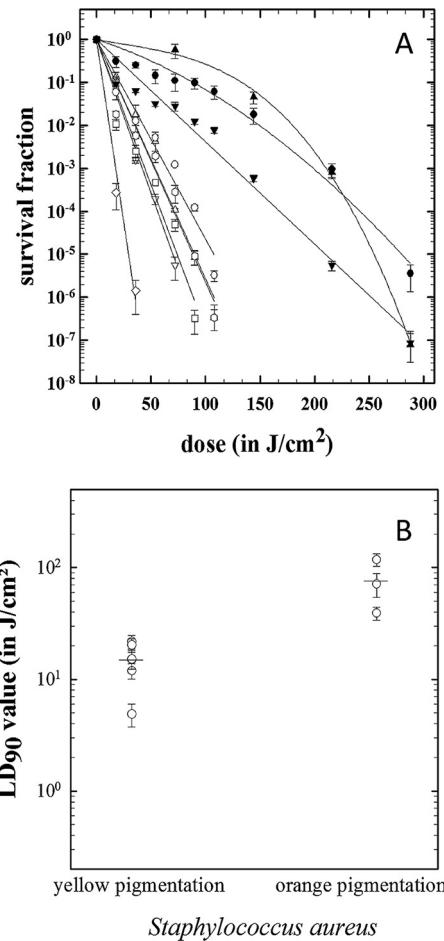 A
survival fraction
10⁰
10⁻¹
10⁻²
10⁻³
10⁻⁴
10⁻⁵
10⁻⁶
10⁻⁷
10⁻⁸
0 50 100 150 200 250 300
dose (in J/cm²)
B
LD₉₀ value (in J/cm²)
10²
10¹
10⁰
yellow pigmentation orange pigmentation
Staphylococcus aureus